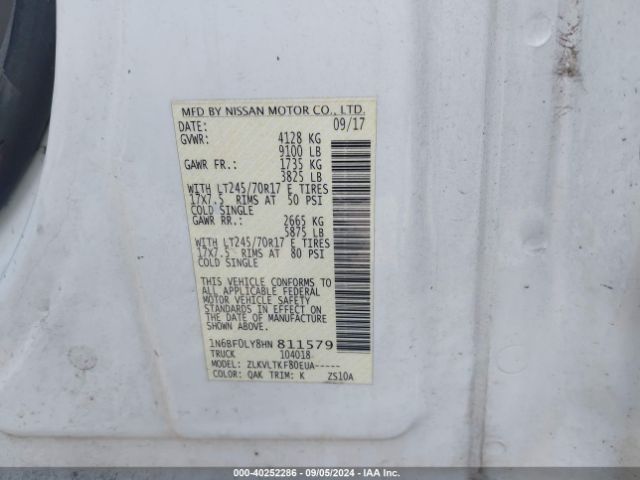 MFD BY NISSAN MOTOR CO., LTD.
DATE: 09/17
GVWR: 4128 KG
9100 LB
GAWR FR.: 1735 KG
3825 LB
WITH LT245/70R17 E TIRES
17X7.5 RIMS AT 50 PSI
COLD SINGLE
GAWR RR.: 2665 KG
5875 LB
WITH LT245/70R17 E TIRES
17X7.5 RIMS AT 80 PSI
COLD SINGLE
THIS VEHICLE CONFORMS TO
ALL APPLICABLE FEDERAL
MOTOR VEHICLE SAFETY
STANDARDS IN EFFECT ON
THE DATE OF MANUFACTURE
SHOWN ABOVE.
1N6BF0LY8HN 811579
TRUCK 104018
MODEL: ZLKVLTKF80EUA-----
COLOR: QAK TRIM: K ZS10A
000-40252286 - 09/05/2024 - IAA Inc.